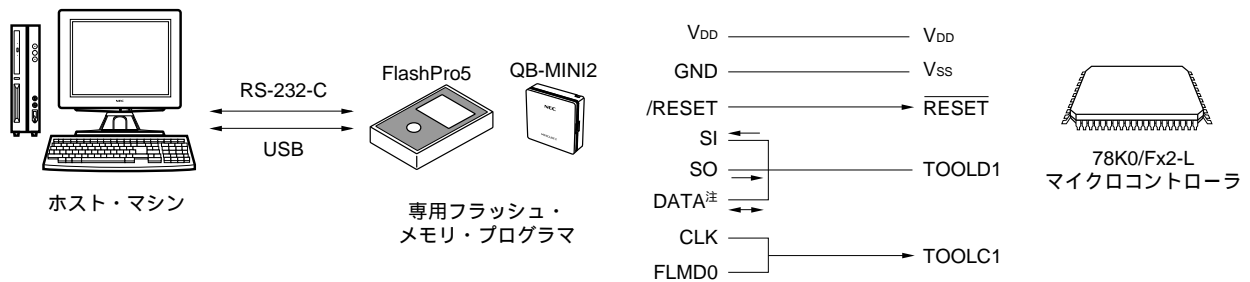 RS-232-C
USB
ホスト・マシン
FlashPro5
QB-MINI2
NEC
NEC
専用フラッシュ・
メモリ・プログラマ
VDD
VDD
GND
VSS
/RESET
RESET
SI
SO
TOOLD1
DATA注
CLK
TOOLC1
FLMD0
78K0/Fx2-L
マイクロコントローラ